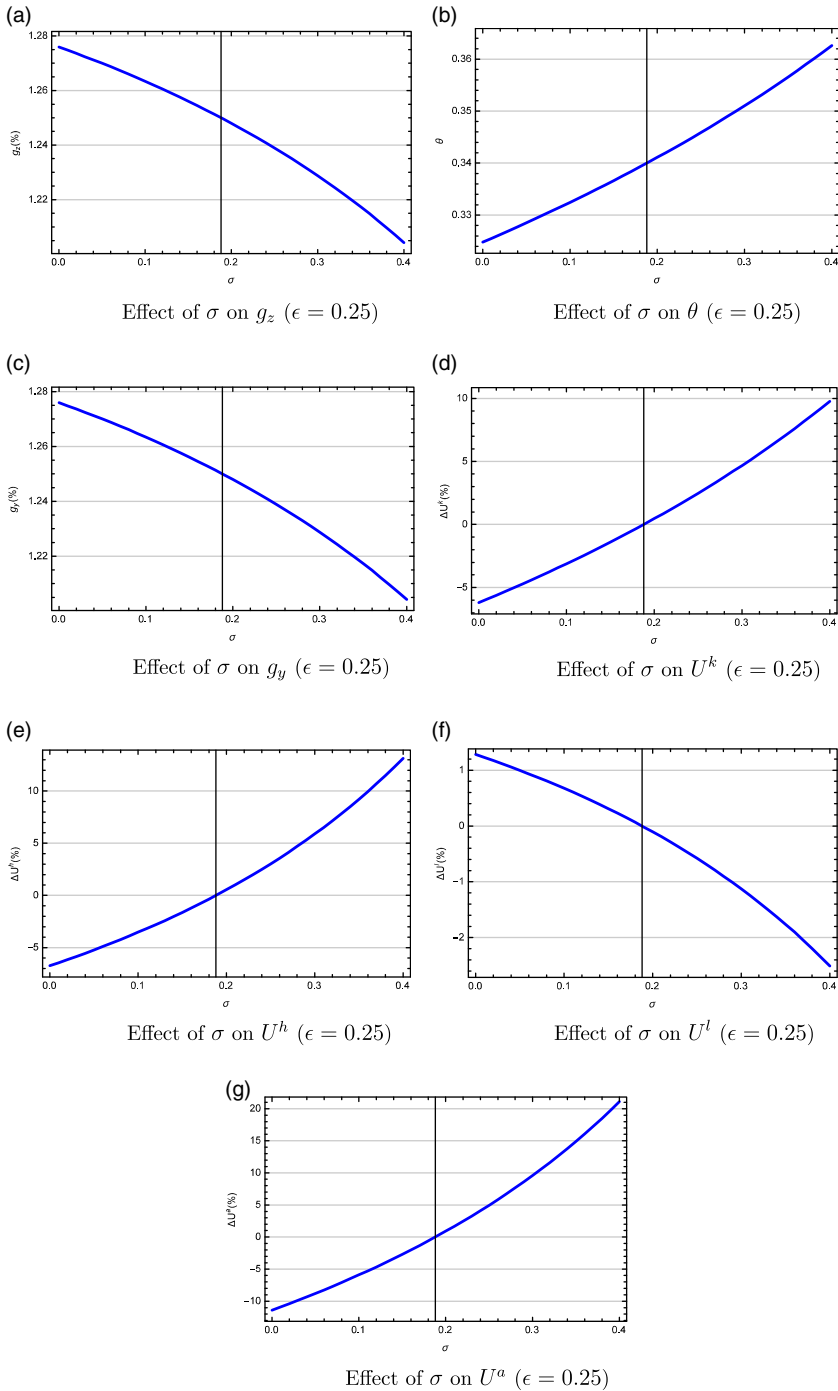 (a)
1.28
1.26
1.24
1.22
g_z(%)
0.0 0.1 0.2 0.3 0.4
σ
Effect of σ on g_z (ϵ = 0.25)
(b)
0.36
0.35
0.34
0.33
θ
0.0 0.1 0.2 0.3 0.4
σ
Effect of σ on θ (ϵ = 0.25)
(c)
1.28
1.26
1.24
1.22
g_y(%)
0.0 0.1 0.2 0.3 0.4
σ
Effect of σ on g_y (ϵ = 0.25)
(d)
10
5
0
−5
ΔU^k(%)
0.0 0.1 0.2 0.3 0.4
σ
Effect of σ on U^k (ϵ = 0.25)
(e)
10
5
0
−5
ΔU^h(%)
0.0 0.1 0.2 0.3 0.4
σ
Effect of σ on U^h (ϵ = 0.25)
(f)
1
0
−1
−2
ΔU^l(%)
0.0 0.1 0.2 0.3 0.4
σ
Effect of σ on U^l (ϵ = 0.25)
(g)
20
15
10
5
0
−5
−10
ΔU^a(%)
0.0 0.1 0.2 0.3 0.4
σ
Effect of σ on U^a (ϵ = 0.25)